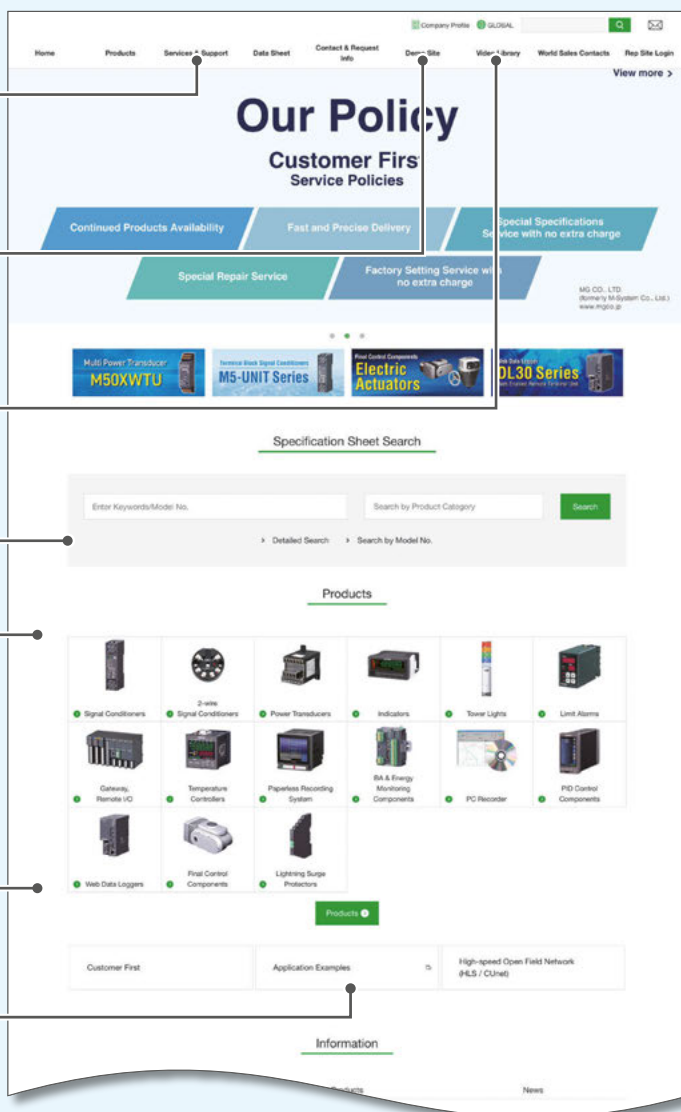 Company Profile GLOBAL
Home Products Services & Support Data Sheet Contact & Request Info Demo Site Video Library World Sales Contacts Rep Site Login
View more >
Our Policy
Customer First
Service Policies
Continued Products Availability
Fast and Precise Delivery
Special Specifications
Service with no extra charge
Special Repair Service
Factory Setting Service with
no extra charge
MG CO., LTD.
(formerly M-System Co., Ltd.)
www.mgco.jp
Multi Power Transducer
M50XWTU
Terminal Block Signal Conditioners
M5-UNIT Series
Final Control Components
Electric
Actuators
DL30 Series
Specification Sheet Search
Enter Keywords/Model No.
Search by Product Category
Search
> Detailed Search > Search by Model No.
Products
Signal Conditioners
2-wire
Signal Conditioners
Power Transducers
Indicators
Tower Lights
Limit Alarms
Gateway,
Remote I/O
Temperature
Controllers
Paperless Recording
System
BA & Energy
Monitoring
Components
PC Recorder
PID Control
Components
Web Data Loggers
Final Control
Components
Lightning Surge
Protectors
Products
Customer First
Application Examples
High-speed Open Field Network
(HLS / CUnet)
Information
Products
News